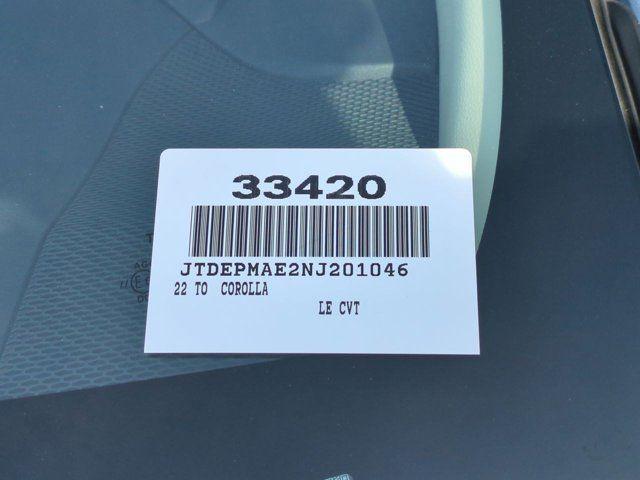 33420
JTDEPMAE2NJ201046
22 TO COROLLA
LE CVT